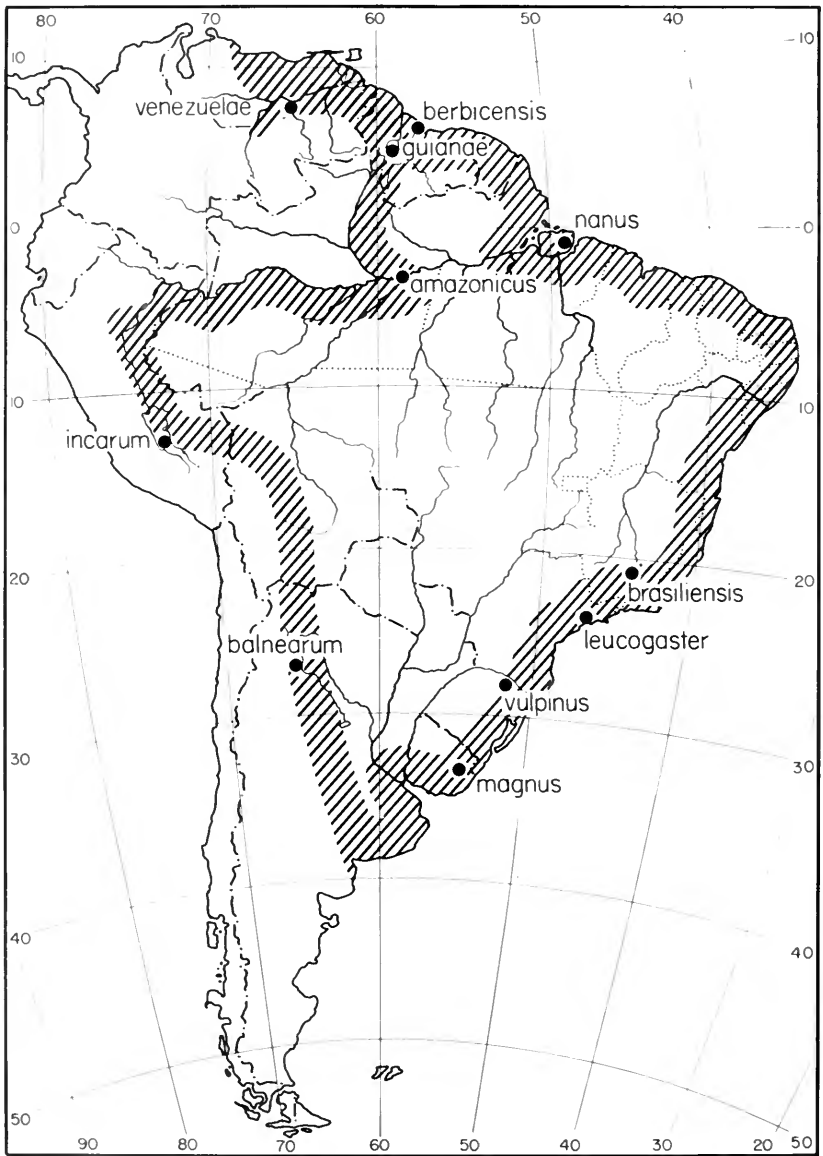 80 70 60 50 40
10 10
venezuelae berbicensis
guianae
0 nanus 0
amazonicus
10 10
incarum
20 20
brasiliensis
leucogaster
balnearum
vulpinus
30 30
magnus
40 40
50
90 80 70 60 50 40 30 20 50